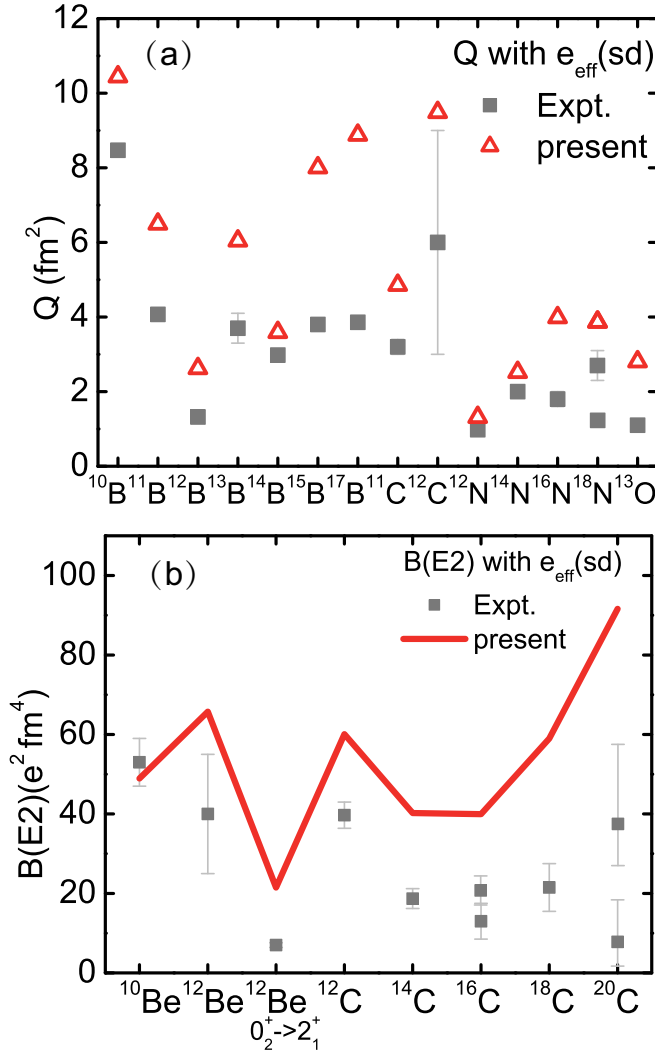 (a) Q with e_eff(sd)
Expt.
present
Q (fm²)
12
10
8
6
4
2
0
¹⁰B ¹¹B ¹²B ¹³B ¹⁴B ¹⁵B ¹⁷B ¹¹C ¹²C ¹²N ¹⁴N ¹⁶N ¹⁸N ¹³O
(b) B(E2) with e_eff(sd)
Expt.
present
B(E2)(e² fm⁴)
100
80
60
40
20
0
¹⁰Be ¹²Be ¹²Be ¹²C ¹⁴C ¹⁶C ¹⁸C ²⁰C
0₂⁺->2₁⁺